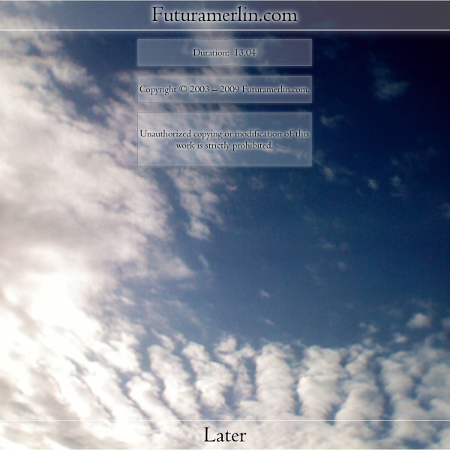 Futuramerlin.com
Duration: 13:04
Copyright © 2003 – 2009 Futuramerlin.com.
Unauthorized copying or modification of this
work is strictly prohibited.
Later